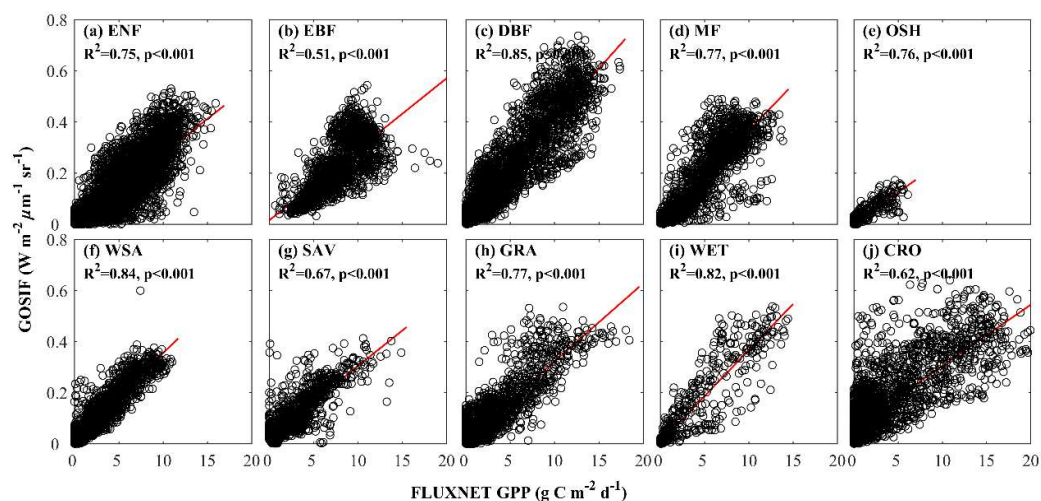 (a) ENF
R²=0.75, p<0.001
(b) EBF
R²=0.51, p<0.001
(c) DBF
R²=0.85, p<0.001
(d) MF
R²=0.77, p<0.001
(e) OSH
R²=0.76, p<0.001
0.8
0.6
0.4
0.2
0
(f) WSA
R²=0.84, p<0.001
(g) SAV
R²=0.67, p<0.001
(h) GRA
R²=0.77, p<0.001
(i) WET
R²=0.82, p<0.001
(j) CRO
R²=0.62, p<0.001
0.8
0.6
0.4
0.2
0
0 5 10 15 20 0 5 10 15 20 0 5 10 15 20 0 5 10 15 20 0 5 10 15 20
GOSIF (W m⁻² μm⁻¹ sr⁻¹)
FLUXNET GPP (g C m⁻² d⁻¹)